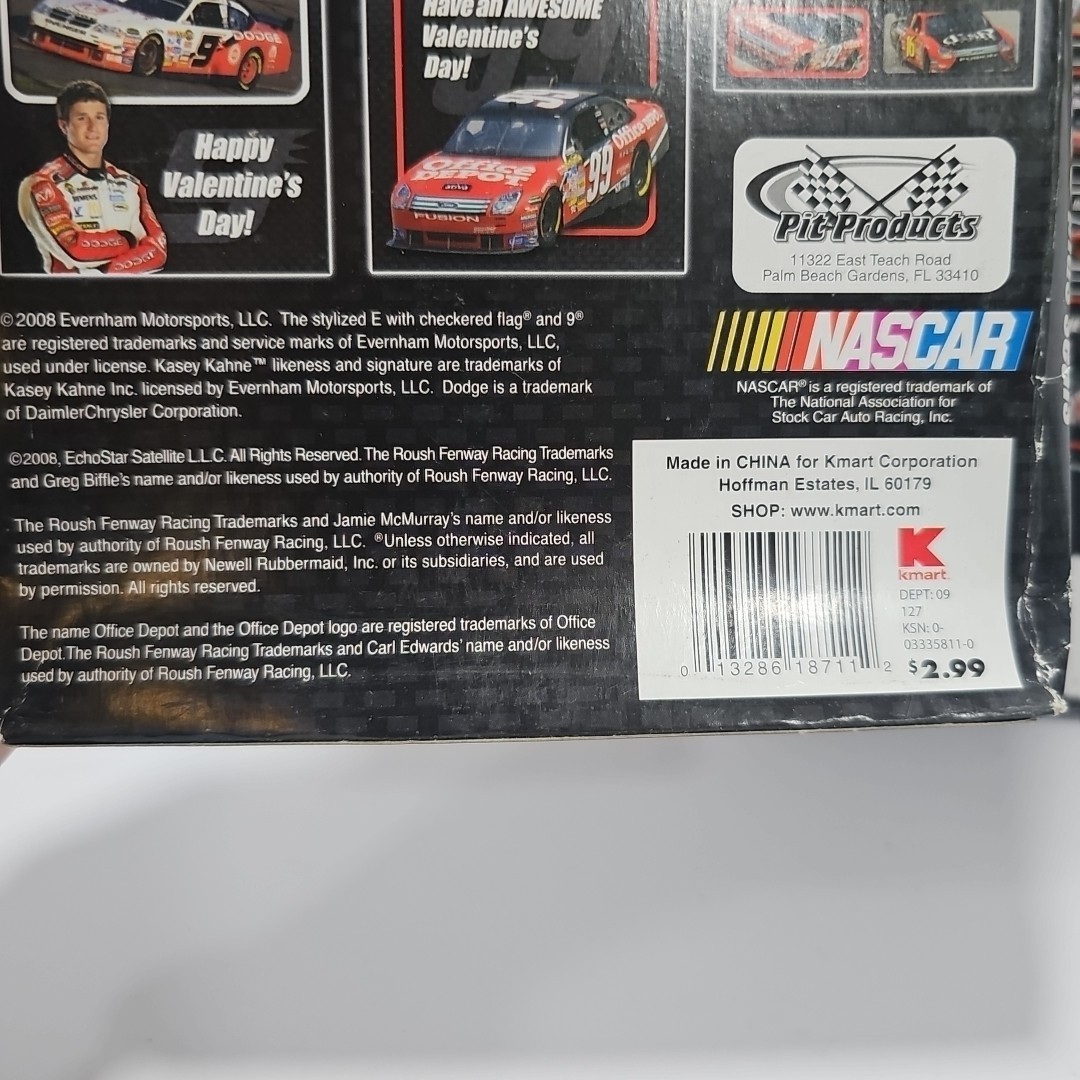 9
DODGE
Happy
Valentine's
Day!
DODGE
DODGE
Have an AWESOME
Valentine's
Day!
99
Office DEPOT
Office
DEPOT
99
FUSION
Pit-Products
11322 East Teach Road
Palm Beach Gardens, FL 33410
NASCAR
NASCAR® is a registered trademark of
The National Association for
Stock Car Auto Racing, Inc.
©2008 Evernham Motorsports, LLC. The stylized E with checkered flag® and 9®
are registered trademarks and service marks of Evernham Motorsports, LLC,
used under license. Kasey Kahne™ likeness and signature are trademarks of
Kasey Kahne Inc. licensed by Evernham Motorsports, LLC. Dodge is a trademark
of DaimlerChrysler Corporation.
©2008, EchoStar Satellite L.L.C. All Rights Reserved. The Roush Fenway Racing Trademarks
and Greg Biffle's name and/or likeness used by authority of Roush Fenway Racing, LLC.
The Roush Fenway Racing Trademarks and Jamie McMurray's name and/or likeness
used by authority of Roush Fenway Racing, LLC. ®Unless otherwise indicated, all
trademarks are owned by Newell Rubbermaid, Inc. or its subsidiaries, and are used
by permission. All rights reserved.
The name Office Depot and the Office Depot logo are registered trademarks of Office
Depot.The Roush Fenway Racing Trademarks and Carl Edwards' name and/or likeness
used by authority of Roush Fenway Racing, LLC.
Made in CHINA for Kmart Corporation
Hoffman Estates, IL 60179
SHOP: www.kmart.com
K
kmart.
DEPT: 09
127
KSN: 0-
03335811-0
$2.99
0 13286 18711 2